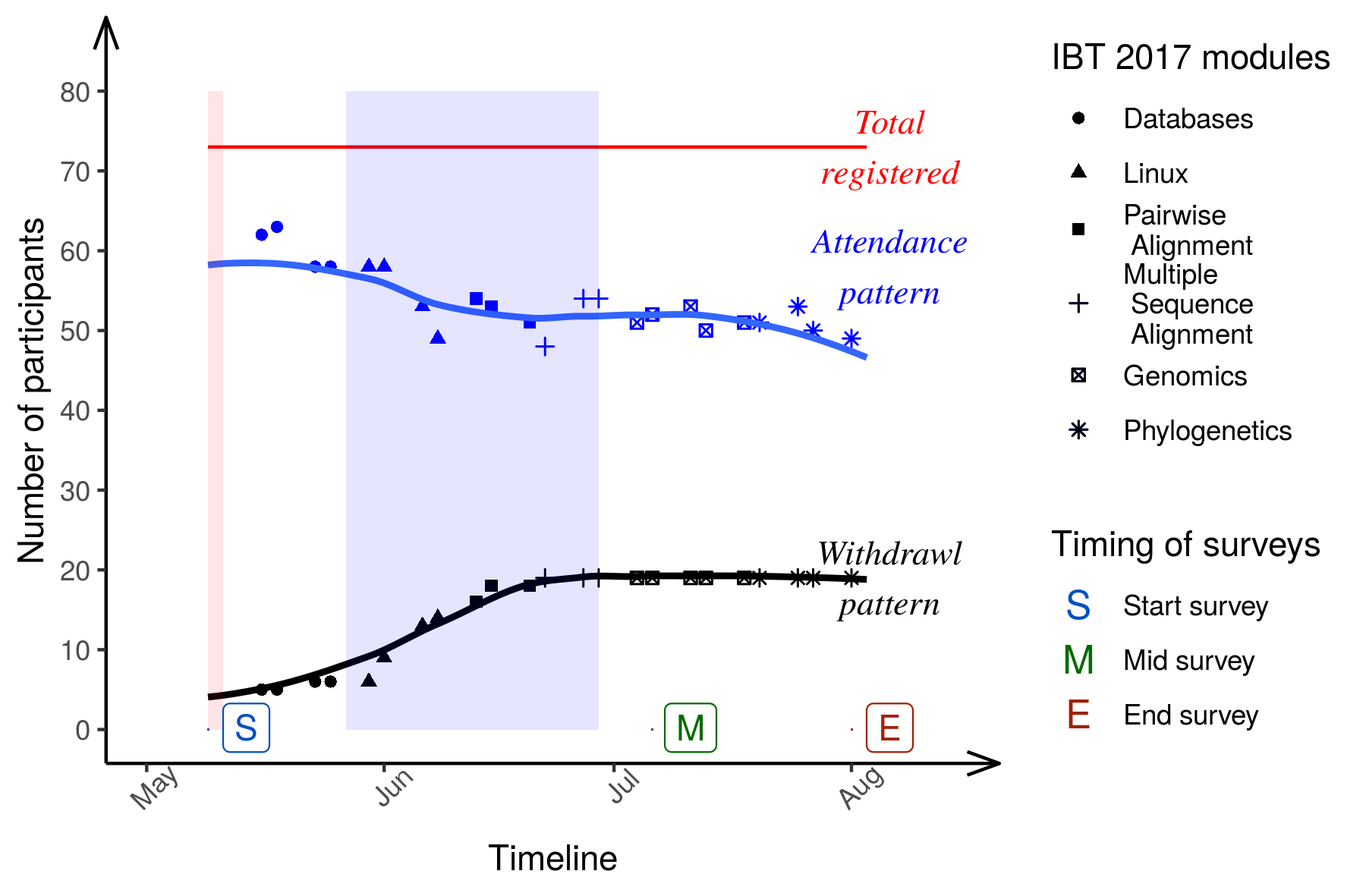 Number of participants
80
70
60
50
40
30
20
10
0
Total
registered
Attendance
pattern
Withdrawl
pattern
S
M
E
May
Jun
Jul
Aug
Timeline
IBT 2017 modules
Databases
Linux
Pairwise
Alignment
Multiple
Sequence
Alignment
Genomics
Phylogenetics
Timing of surveys
S Start survey
M Mid survey
E End survey